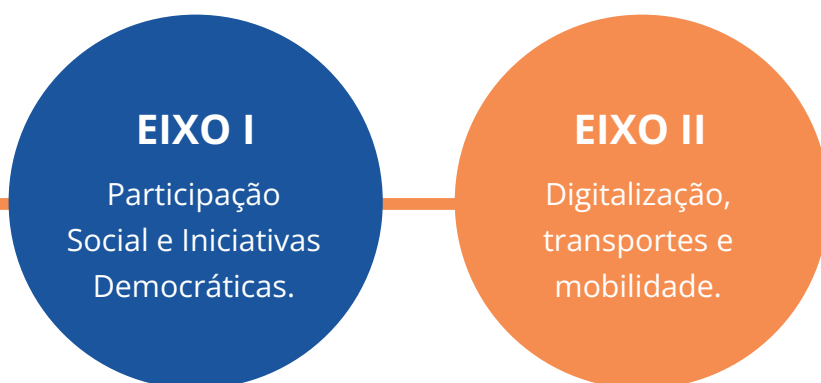 EIXO I
Participação
Social e Iniciativas
Democráticas.
EIXO II
Digitalização,
transportes e
mobilidade.